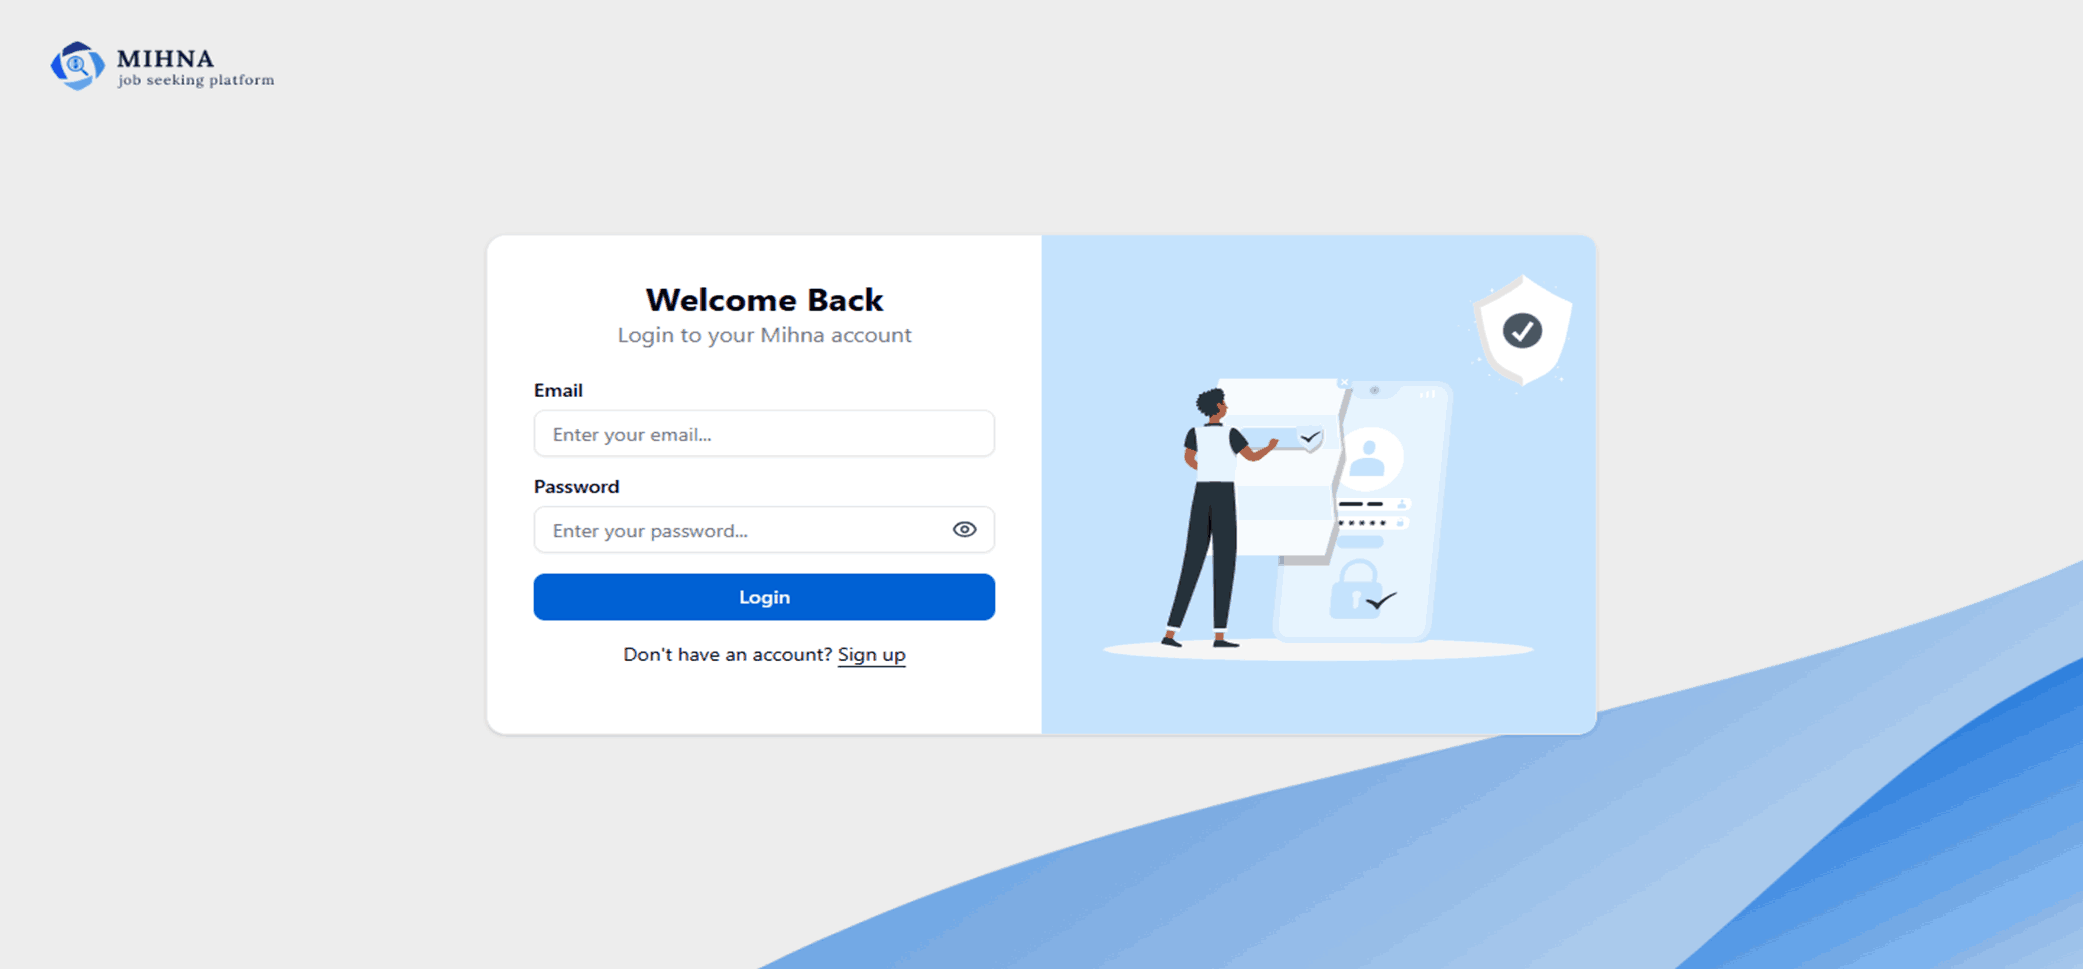 MIHNA
job seeking platform
Welcome Back
Login to your Mihna account
Email
Enter your email...
Password
Enter your password...
Login
Don't have an account? Sign up